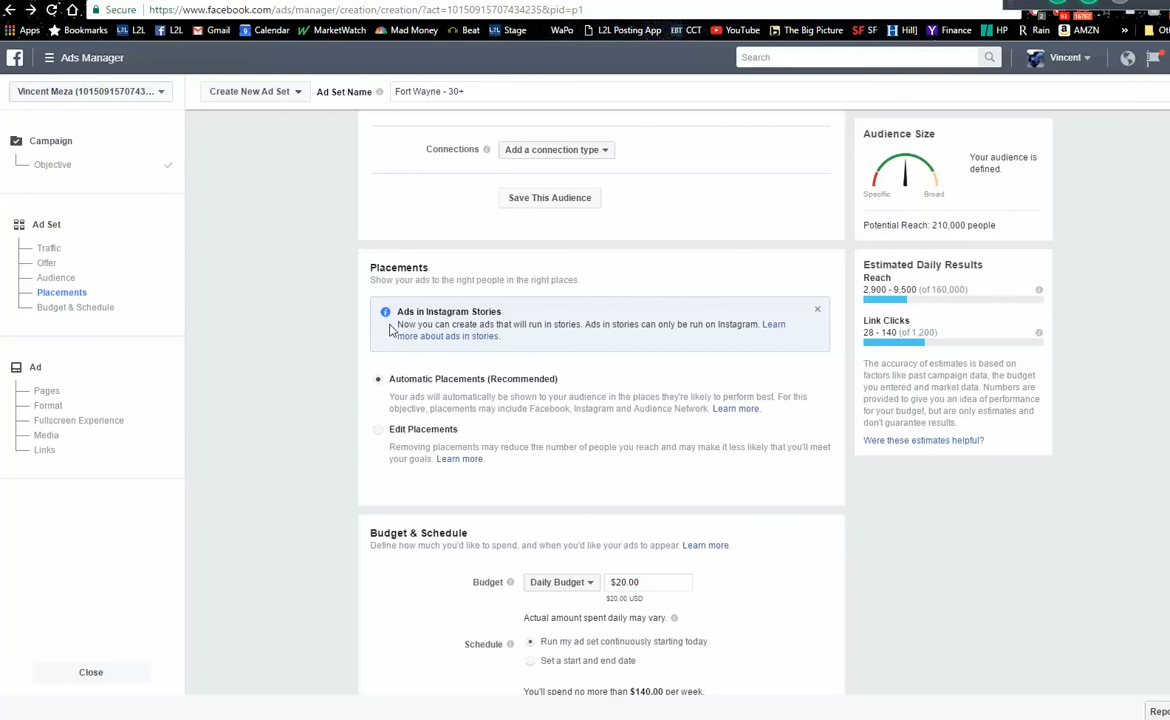 Secure https://www.facebook.com/ads/manager/creation/creation/?act=10150915707434235&pid=p1
Apps Bookmarks L2L L2L Gmail Calendar MarketWatch Mad Money Beat Stage WaPo L2L Posting App CCT YouTube The Big Picture SF Hill] Finance HP Rain AMZN »
Ads Manager Search Vincent
Vincent Meza (1015091570743... Create New Ad Set Ad Set Name Fort Wayne - 30+
Campaign
Objective
Ad Set
Traffic
Offer
Audience
Placements
Budget & Schedule
Ad
Pages
Format
Fullscreen Experience
Media
Links
Close
Connections Add a connection type
Save This Audience
Placements
Show your ads to the right people in the right places.
Ads in Instagram Stories
Now you can create ads that will run in stories. Ads in stories can only be run on Instagram. Learn
more about ads in stories.
Automatic Placements (Recommended)
Your ads will automatically be shown to your audience in the places they're likely to perform best. For this
objective, placements may include Facebook, Instagram and Audience Network. Learn more.
Edit Placements
Removing placements may reduce the number of people you reach and may make it less likely that you'll meet
your goals. Learn more.
Budget & Schedule
Define how much you'd like to spend, and when you'd like your ads to appear. Learn more.
Budget Daily Budget $20.00
$20.00 USD
Actual amount spent daily may vary.
Schedule Run my ad set continuously starting today
Set a start and end date
You'll spend no more than $140.00 per week.
Audience Size
Your audience is
defined.
Specific Broad
Potential Reach: 210,000 people
Estimated Daily Results
Reach
2,900 - 9,500 (of 160,000)
Link Clicks
28 - 140 (of 1,200)
The accuracy of estimates is based on
factors like past campaign data, the budget
you entered and market data. Numbers are
provided to give you an idea of performance
for your budget, but are only estimates and
don't guarantee results.
Were these estimates helpful?
Repo